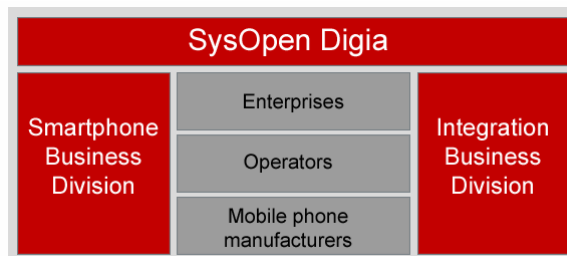 SysOpen Digia
Smartphone
Business
Division
Enterprises
Operators
Mobile phone
manufacturers
Integration
Business
Division